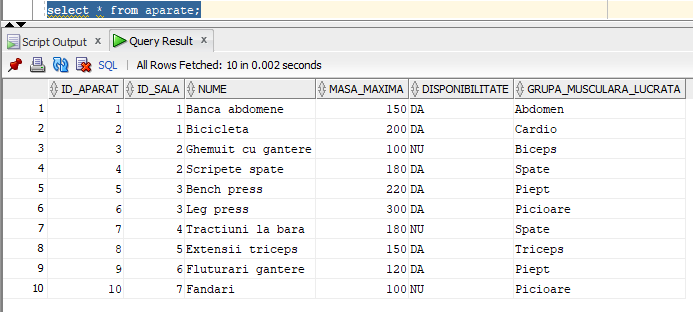 select * from aparate;
Script Output x Query Result x
SQL | All Rows Fetched: 10 in 0.002 seconds
ID_APARAT ID_SALA NUME MASA_MAXIMA DISPONIBILITATE GRUPA_MUSCULARA_LUCRATA
1 1 1 Banca abdomene 150 DA Abdomen
2 2 1 Bicicleta 200 DA Cardio
3 3 2 Ghemuit cu gantere 100 NU Biceps
4 4 2 Scripete spate 180 DA Spate
5 5 3 Bench press 220 DA Piept
6 6 3 Leg press 300 DA Picioare
7 7 4 Tractiuni la bara 180 NU Spate
8 8 5 Extensii triceps 150 DA Triceps
9 9 6 Fluturari gantere 120 DA Piept
10 10 7 Fandari 100 NU Picioare